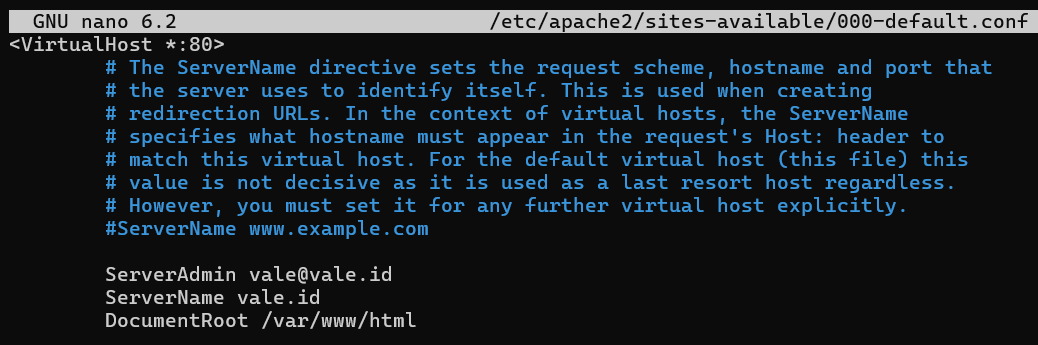 GNU nano 6.2 /etc/apache2/sites-available/000-default.conf
<VirtualHost *:80>
# The ServerName directive sets the request scheme, hostname and port that
# the server uses to identify itself. This is used when creating
# redirection URLs. In the context of virtual hosts, the ServerName
# specifies what hostname must appear in the request's Host: header to
# match this virtual host. For the default virtual host (this file) this
# value is not decisive as it is used as a last resort host regardless.
# However, you must set it for any further virtual host explicitly.
#ServerName www.example.com
ServerAdmin vale@vale.id
ServerName vale.id
DocumentRoot /var/www/html